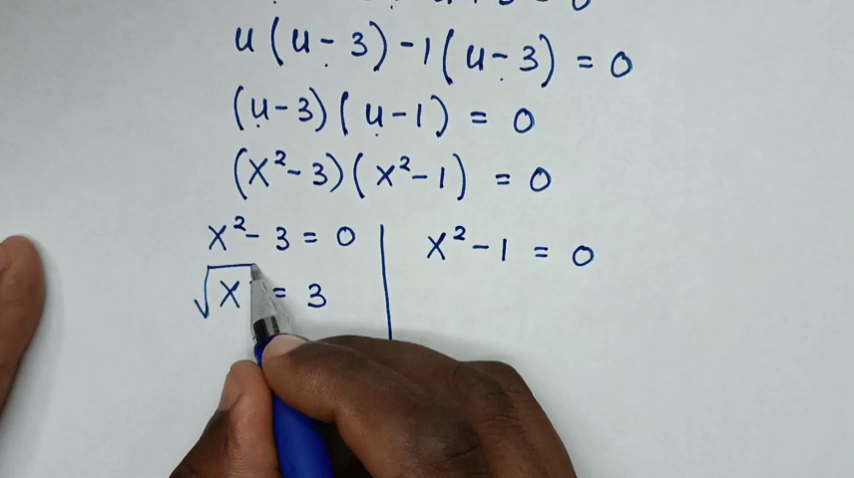 u(u-3)-1(u-3) = 0
(u-3)(u-1) = 0
(x²-3)(x²-1) = 0
x²-3=0 | x²-1 = 0
√x = 3